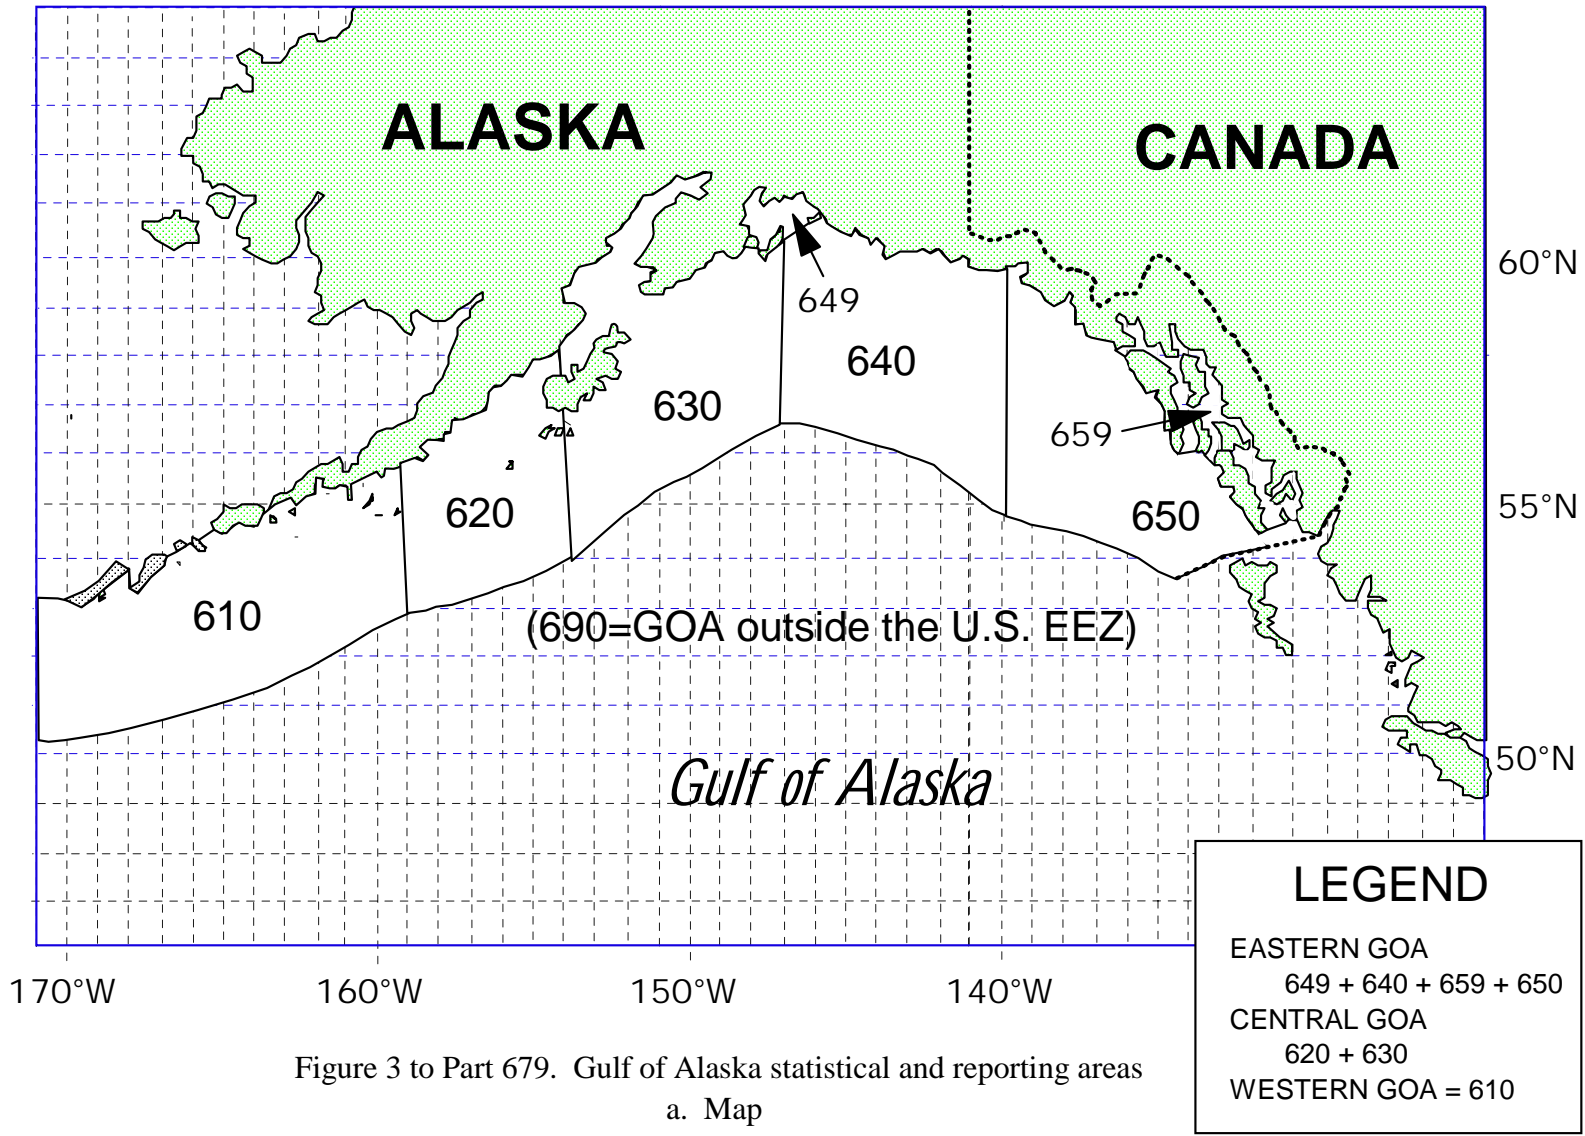 ALASKA
CANADA
60°N
649
640
630
659
55°N
620
650
610
(690=GOA outside the U.S. EEZ)
50°N
Gulf of Alaska
LEGEND
EASTERN GOA
649 + 640 + 659 + 650
CENTRAL GOA
620 + 630
WESTERN GOA = 610
170°W 160°W 150°W 140°W
Figure 3 to Part 679. Gulf of Alaska statistical and reporting areas
a. Map